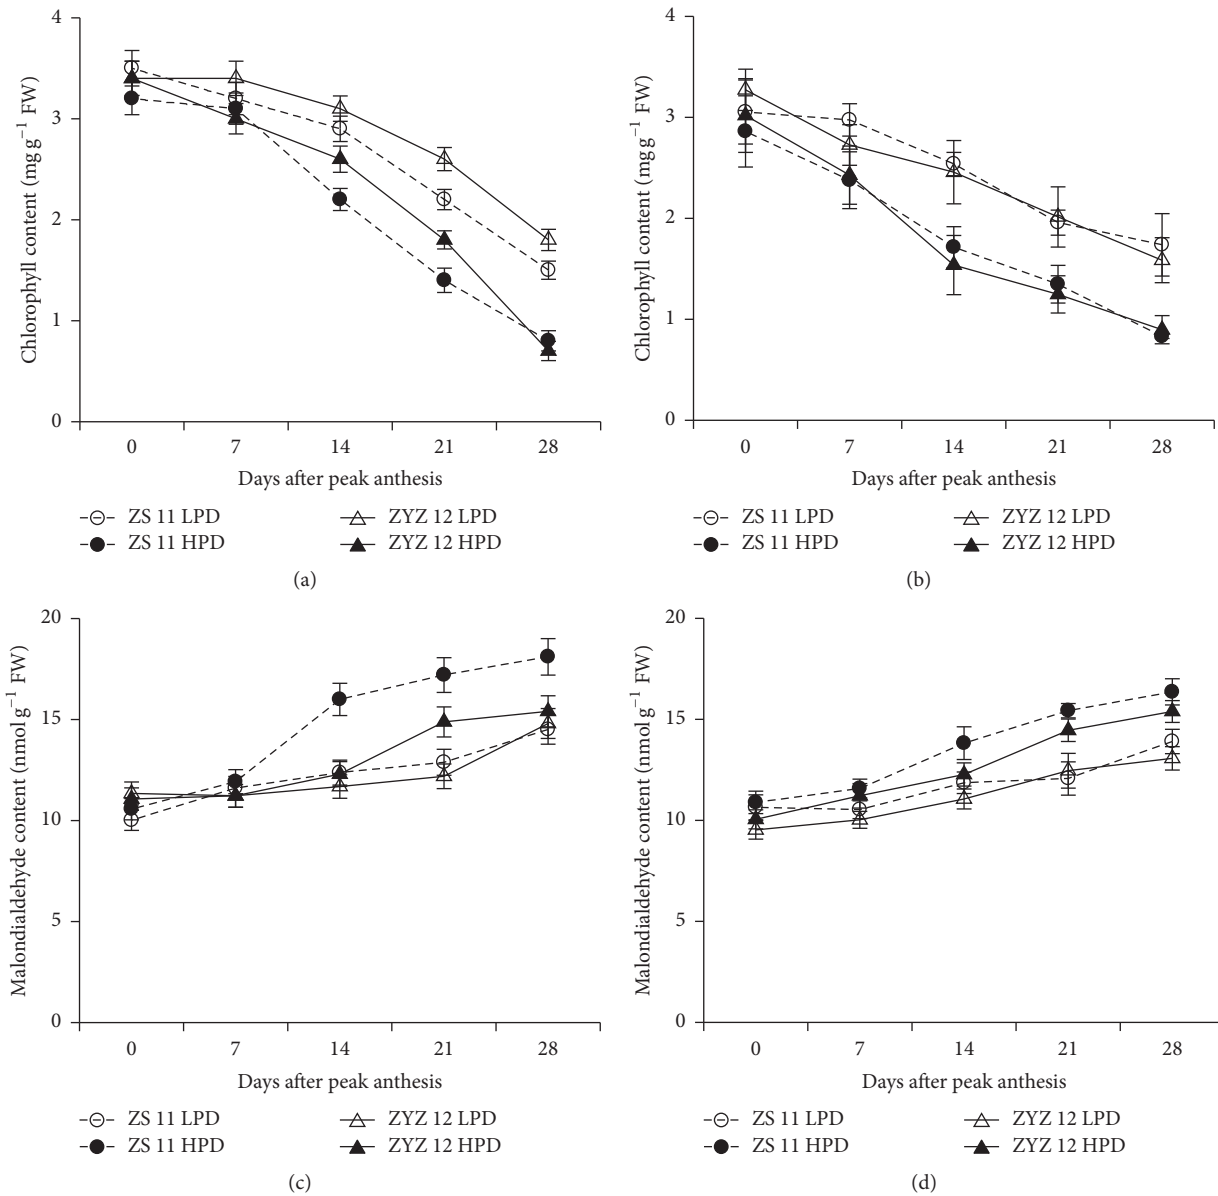 4
3
2
1
0
Chlorophyll content (mg g⁻¹ FW)
0 7 14 21 28
Days after peak anthesis
ZS 11 LPD ZYZ 12 LPD
ZS 11 HPD ZYZ 12 HPD
(a)
4
3
2
1
0
Chlorophyll content (mg g⁻¹ FW)
0 7 14 21 28
Days after peak anthesis
ZS 11 LPD ZYZ 12 LPD
ZS 11 HPD ZYZ 12 HPD
(b)
20
15
10
5
0
Malondialdehyde content (nmol g⁻¹ FW)
0 7 14 21 28
Days after peak anthesis
ZS 11 LPD ZYZ 12 LPD
ZS 11 HPD ZYZ 12 HPD
(c)
20
15
10
5
0
Malondialdehyde content (nmol g⁻¹ FW)
0 7 14 21 28
Days after peak anthesis
ZS 11 LPD ZYZ 12 LPD
ZS 11 HPD ZYZ 12 HPD
(d)